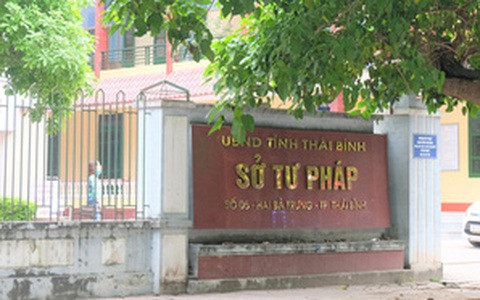 UBND TỈNH THÁI BÌNH
SỞ TƯ PHÁP
SỐ 06 - HAI BÀ TRƯNG - TP. THÁI BÌNH